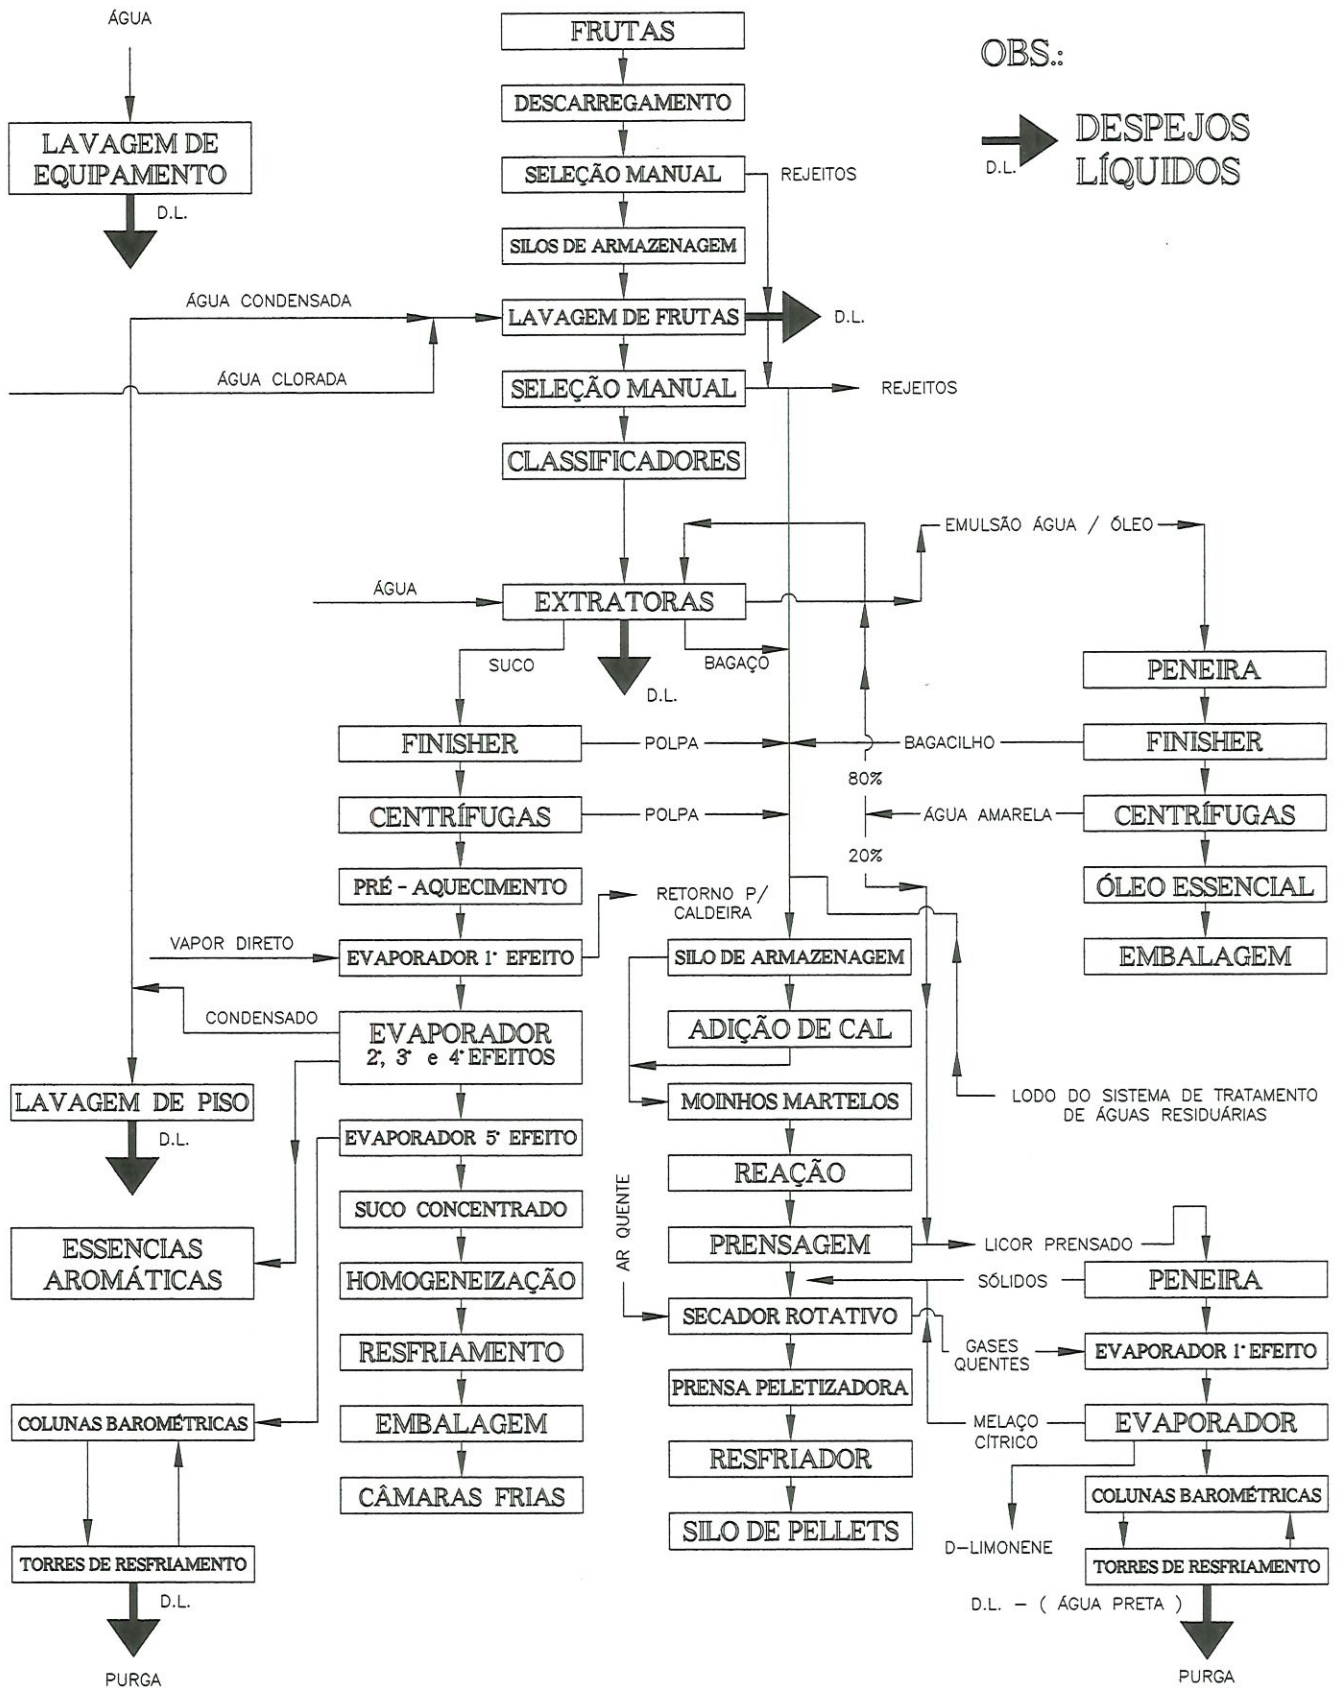 ÁGUA
FRUTAS
OBS.:
D.L.
DESPEJOS
LÍQUIDOS
DESCARREGAMENTO
LAVAGEM DE
EQUIPAMENTO
D.L.
SELEÇÃO MANUAL
REJEITOS
SILOS DE ARMAZENAGEM
ÁGUA CONDENSADA
LAVAGEM DE FRUTAS
D.L.
ÁGUA CLORADA
SELEÇÃO MANUAL
REJEITOS
CLASSIFICADORES
EMULSÃO ÁGUA / ÓLEO
ÁGUA
EXTRATORAS
SUCO
D.L.
BAGAÇO
PENEIRA
FINISHER
POLPA
BAGACILHO
FINISHER
80%
CENTRÍFUGAS
POLPA
ÁGUA AMARELA
CENTRÍFUGAS
20%
PRÉ - AQUECIMENTO
RETORNO P/
CALDEIRA
ÓLEO ESSENCIAL
VAPOR DIRETO
EVAPORADOR 1° EFEITO
SILO DE ARMAZENAGEM
EMBALAGEM
CONDENSADO
EVAPORADOR
2°, 3° e 4° EFEITOS
ADIÇÃO DE CAL
LAVAGEM DE PISO
D.L.
MOINHOS MARTELOS
LODO DO SISTEMA DE TRATAMENTO
DE ÁGUAS RESIDUÁRIAS
EVAPORADOR 5° EFEITO
REAÇÃO
SUCO CONCENTRADO
AR QUENTE
ESSENCIAS
AROMÁTICAS
PRENSAGEM
LICOR PRENSADO
HOMOGENEIZAÇÃO
SÓLIDOS
PENEIRA
SECADOR ROTATIVO
RESFRIAMENTO
GASES
QUENTES
EVAPORADOR 1° EFEITO
PRENSA PELETIZADORA
COLUNAS BAROMÉTRICAS
EMBALAGEM
MELAÇO
CÍTRICO
EVAPORADOR
RESFRIADOR
CÂMARAS FRIAS
COLUNAS BAROMÉTRICAS
SILO DE PELLETS
D-LIMONENE
TORRES DE RESFRIAMENTO
TORRES DE RESFRIAMENTO
D.L.
D.L. - ( ÁGUA PRETA )
PURGA
PURGA